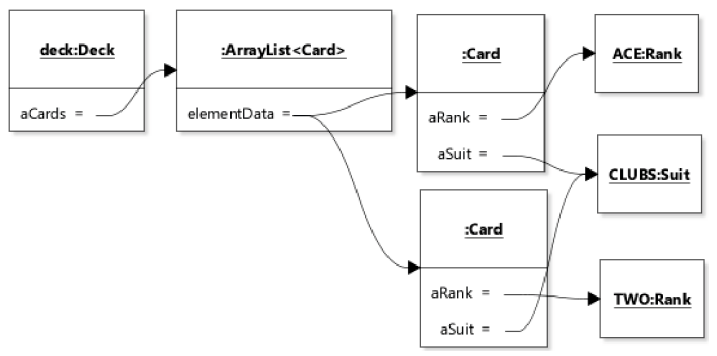 deck:Deck
aCards =
:ArrayList<Card>
elementData =
:Card
aRank =
aSuit =
ACE:Rank
CLUBS:Suit
:Card
aRank =
aSuit =
TWO:Rank